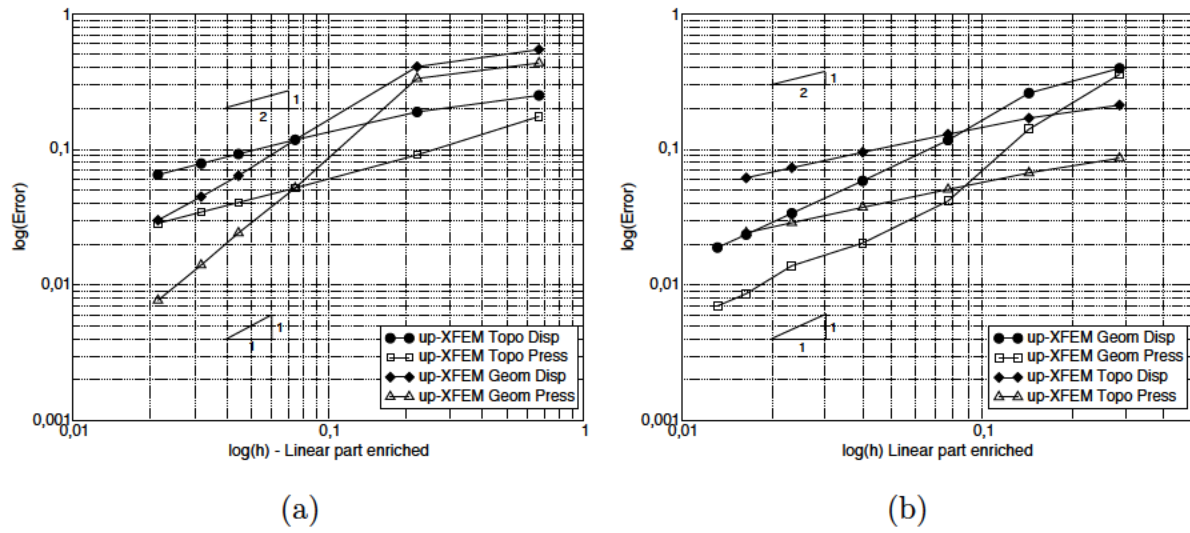 1
0,1
0,01
0,001
0,01
0,1
1
log(Error)
log(h) - Linear part enriched
1
2
1
1
up-XFEM Topo Disp
up-XFEM Topo Press
up-XFEM Geom Disp
up-XFEM Geom Press
(a)
1
0,1
0,01
0,001
0,01
0,1
log(Error)
log(h) Linear part enriched
1
2
1
1
up-XFEM Geom Disp
up-XFEM Geom Press
up-XFEM Topo Disp
up-XFEM Topo Press
(b)